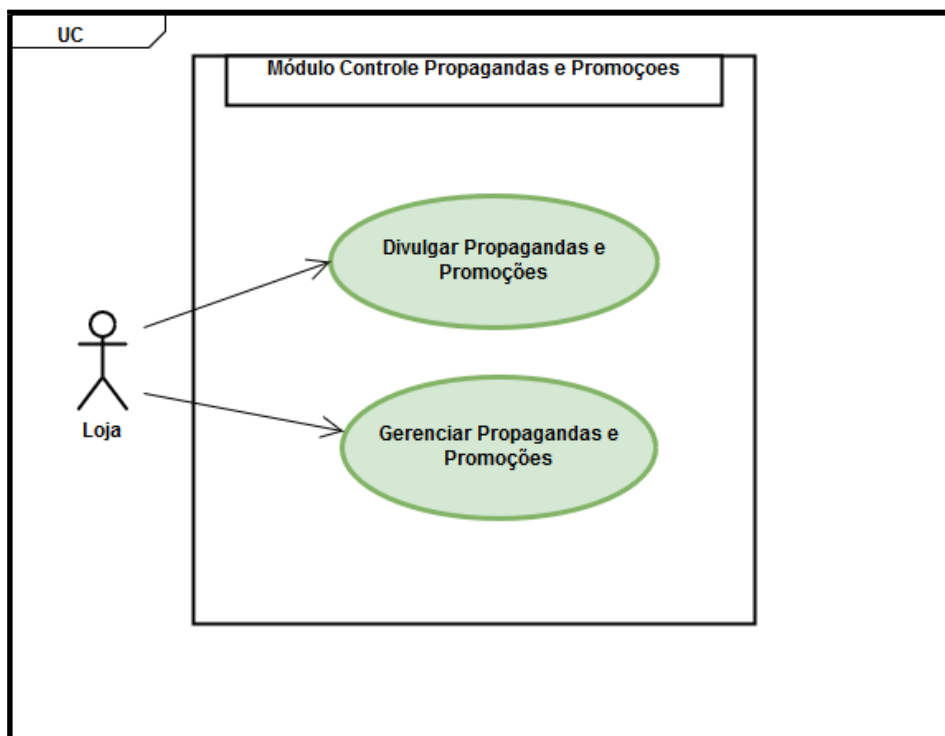 UC
Módulo Controle Propagandas e Promoçoes
Divulgar Propagandas e
Promoções
Loja
Gerenciar Propagandas e
Promoções